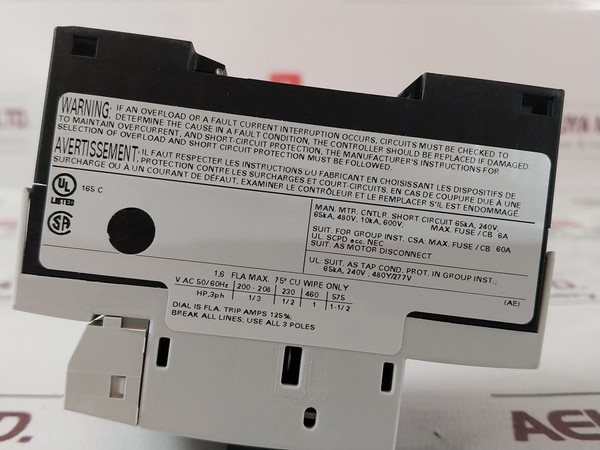 WARNING: IF AN OVERLOAD OR A FAULT CURRENT INTERRUPTION OCCURS, CIRCUITS MUST BE CHECKED TO
DETERMINE THE CAUSE IN A FAULT CONDITION, THE CONTROLLER SHOULD BE REPLACED IF DAMAGED.
TO MAINTAIN OVERCURRENT, AND SHORT-CIRCUIT PROTECTION, THE MANUFACTURER'S INSTRUCTIONS FOR
SELECTION OF OVERLOAD AND SHORT CIRCUIT PROTECTION MUST BE FOLLOWED.
AVERTISSEMENT: IL FAUT RESPECTER LES INSTRUCTIONS DU FABRICANT EN CHOISISSANT LES DISPOSITIFS DE
PROTECTION CONTRE LES SURCHARGES ET COURT-CIRCUITS. EN CAS DE COUPURE DUE À UNE
SURCHARGE OU À UN COURANT DE DÉFAUT, EXAMINER LE CONTRÔLEUR ET LE REMPLACER S'IL EST ENDOMMAGÉ.
UL
LISTED
16S C
SA
MAN. MTR. CNTLR. SHORT CIRCUIT 65kA, 240V,
65kA, 480V, 10kA, 600V; MAX. FUSE / CB 6A
SUIT. FOR GROUP INST. CSA MAX. FUSE / CB 60A
UL: SCPD acc. NEC
SUIT. AS MOTOR DISCONNECT
UL: SUIT. AS TAP COND. PROT. IN GROUP INST.;
65kA, 240V, 480Y/277V
(AE)
1,6 FLA MAX. 75° CU WIRE ONLY
V AC 50/60Hz 200 - 208 230 460 575
HP,3ph 1/3 1/2 1 1-1/2
DIAL IS FLA. TRIP AMPS 125%;
BREAK ALL LINES; USE ALL 3 POLES
TD.